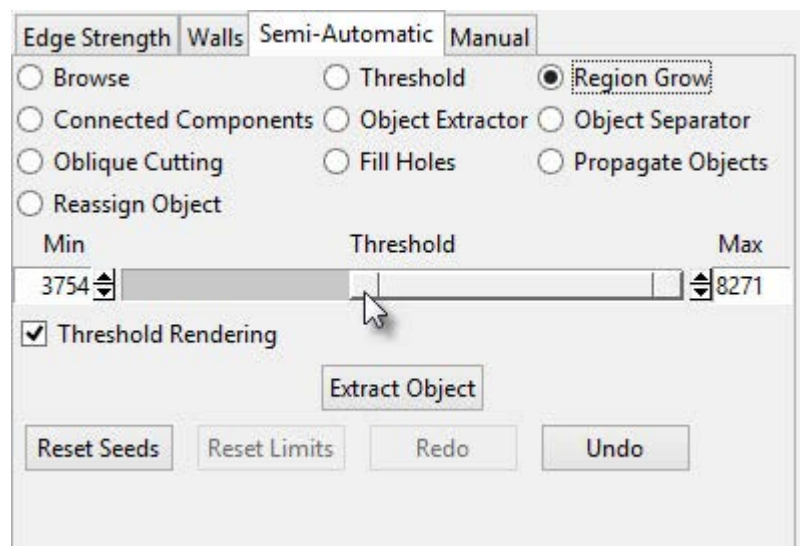 Edge Strength Walls Semi-Automatic Manual
Browse Threshold Region Grow
Connected Components Object Extractor Object Separator
Oblique Cutting Fill Holes Propagate Objects
Reassign Object
Min Threshold Max
3754 8271
Threshold Rendering
Extract Object
Reset Seeds Reset Limits Redo Undo